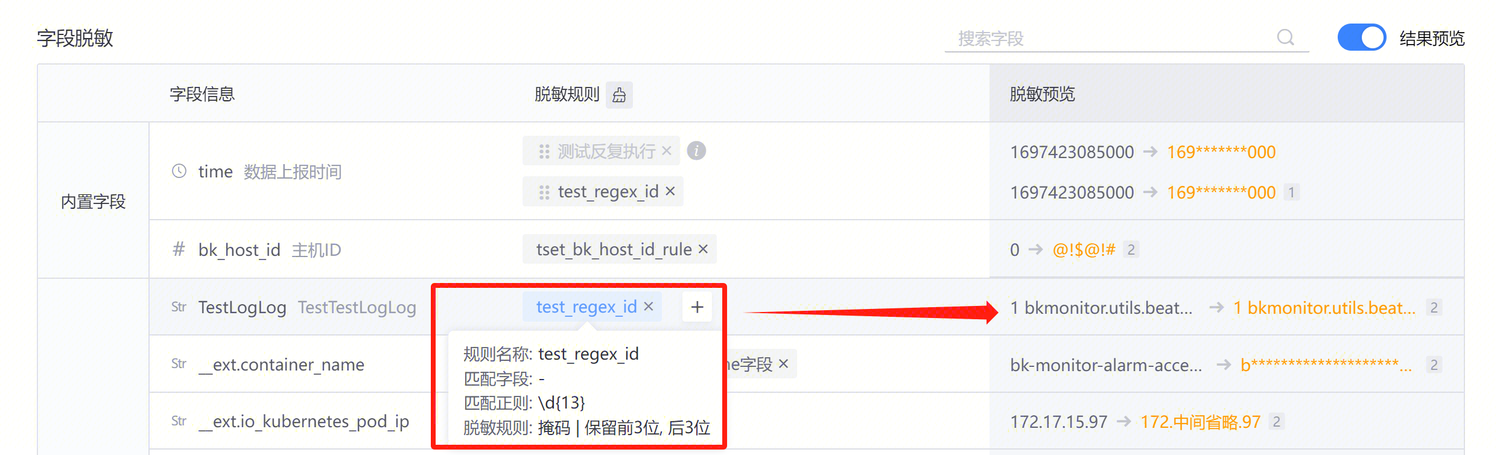 字段脱敏
搜索字段
结果预览
字段信息 脱敏规则 脱敏预览
内置字段
time 数据上报时间
测试反复执行 ×
1697423085000 → 169*******000
test_regex_id ×
1697423085000 → 169*******000 1
# bk_host_id 主机ID tset_bk_host_id_rule × 0 → @!$@!# 2
Str TestLogLog TestTestLogLog test_regex_id × + 1 bkmonitor.utils.beat... → 1 bkmonitor.utils.beat... 2
规则名称: test_regex_id
匹配字段: -
匹配正则: \d{13}
脱敏规则: 掩码 | 保留前3位, 后3位
Str __ext.container_name 字段 × bk-monitor-alarm-acce... → b********************... 2
Str __ext.io_kubernetes_pod_ip 172.17.15.97 → 172.中间省略.97 2